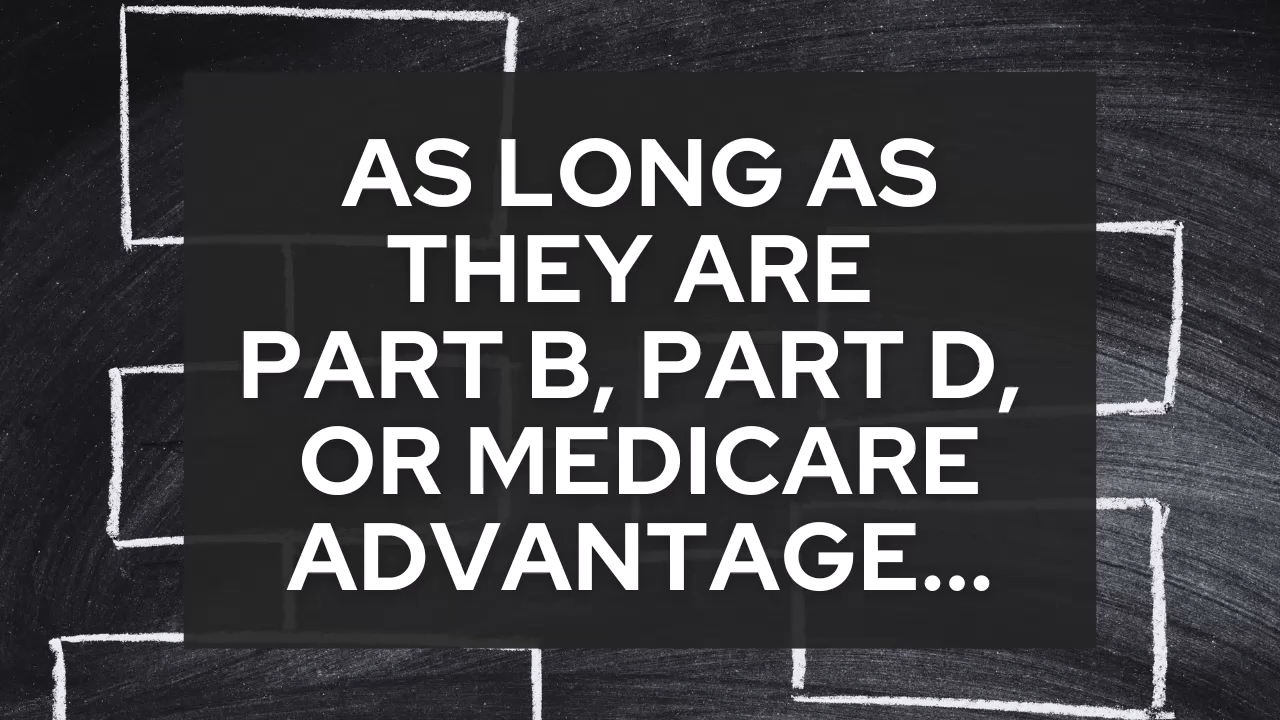 AS LONG AS
THEY ARE
PART B, PART D,
OR MEDICARE
ADVANTAGE...